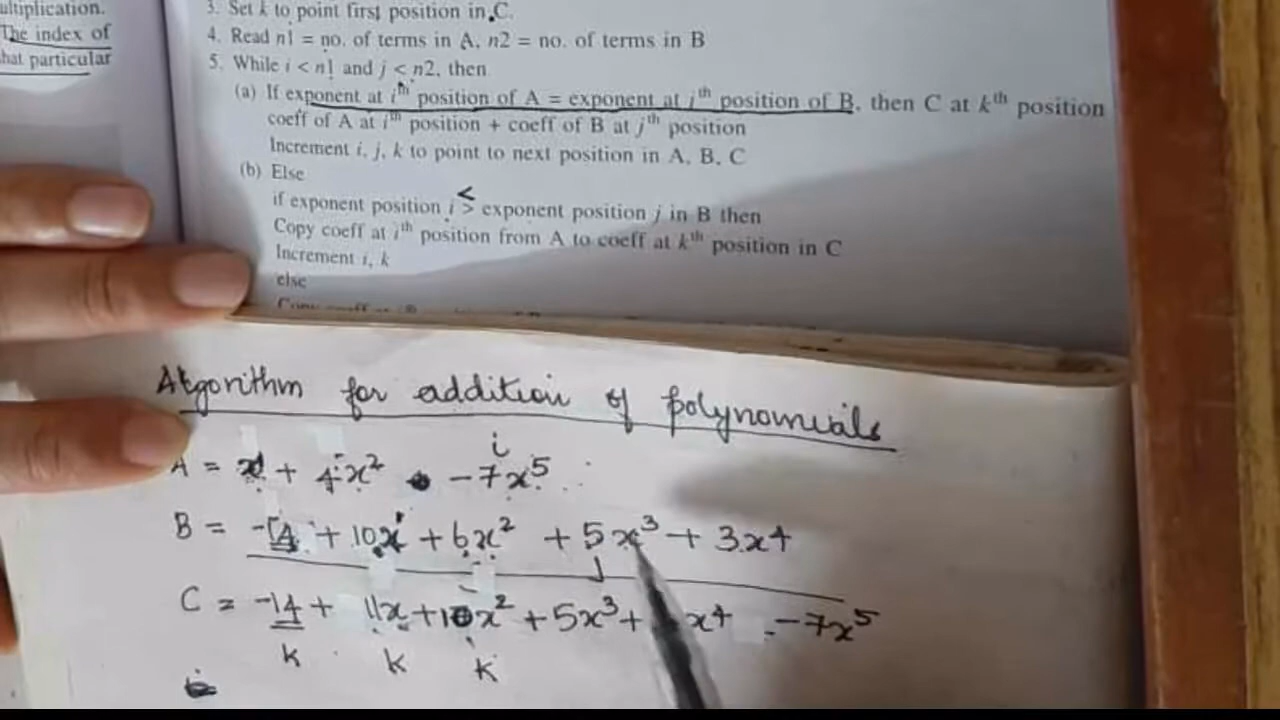 ultiplication.
The index of
hat particular
3. Set k to point first position in C.
4. Read n1 = no. of terms in A, n2 = no. of terms in B
5. While i < n1 and j < n2, then
(a) If exponent at iᵗʰ position of A = exponent at jᵗʰ position of B, then C at kᵗʰ position
coeff of A at iᵗʰ position + coeff of B at jᵗʰ position
Increment i, j, k to point to next position in A, B, C
(b) Else
<
if exponent position i > exponent position j in B then
Copy coeff at iᵗʰ position from A to coeff at kᵗʰ position in C
Increment i, k
else
Algorithm for addition of polynomials
i
A = x + 4x² -7x⁵
B = -14 + 10x + 6x² + 5x³ + 3x4
j
C = -14 + 11x + 10x² + 5x³ + x⁴ -7x⁵
k k k